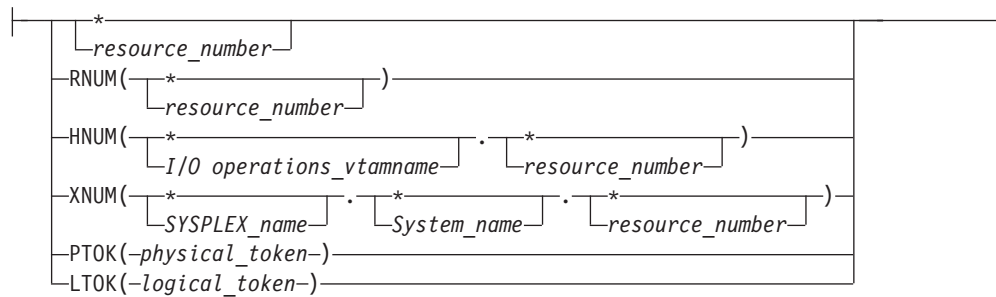 *
resource_number
RNUM( * )
resource_number
HNUM( * . * )
I/O operations_vtamname resource_number
XNUM( * . * . * )
SYSPLEX_name System_name resource_number
PTOK( physical_token )
LTOK( logical_token )